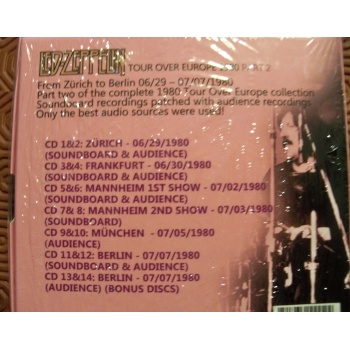 LED ZEPPELIN TOUR OVER EUROPE 1980 PART 2
From Zürich to Berlin 06/29 – 07/07/1980
Part two of the complete 1980 Tour Over Europe collection
Soundboard recordings patched with audience recordings
Only the best audio sources were used!
CD 1&2: ZÜRICH - 06/29/1980
(SOUNDBOARD & AUDIENCE)
CD 3&4: FRANKFURT - 06/30/1980
(SOUNDBOARD & AUDIENCE)
CD 5&6: MANNHEIM 1ST SHOW - 07/02/1980
(SOUNDBOARD & AUDIENCE)
CD 7& 8: MANNHEIM 2ND SHOW - 07/03/1980
(SOUNDBOARD)
CD 9&10: MÜNCHEN - 07/05/1980
(AUDIENCE)
CD 11&12: BERLIN - 07/07/1980
(SOUNDBOARD & AUDIENCE)
CD 13&14: BERLIN - 07/07/1980
(AUDIENCE) (BONUS DISCS)